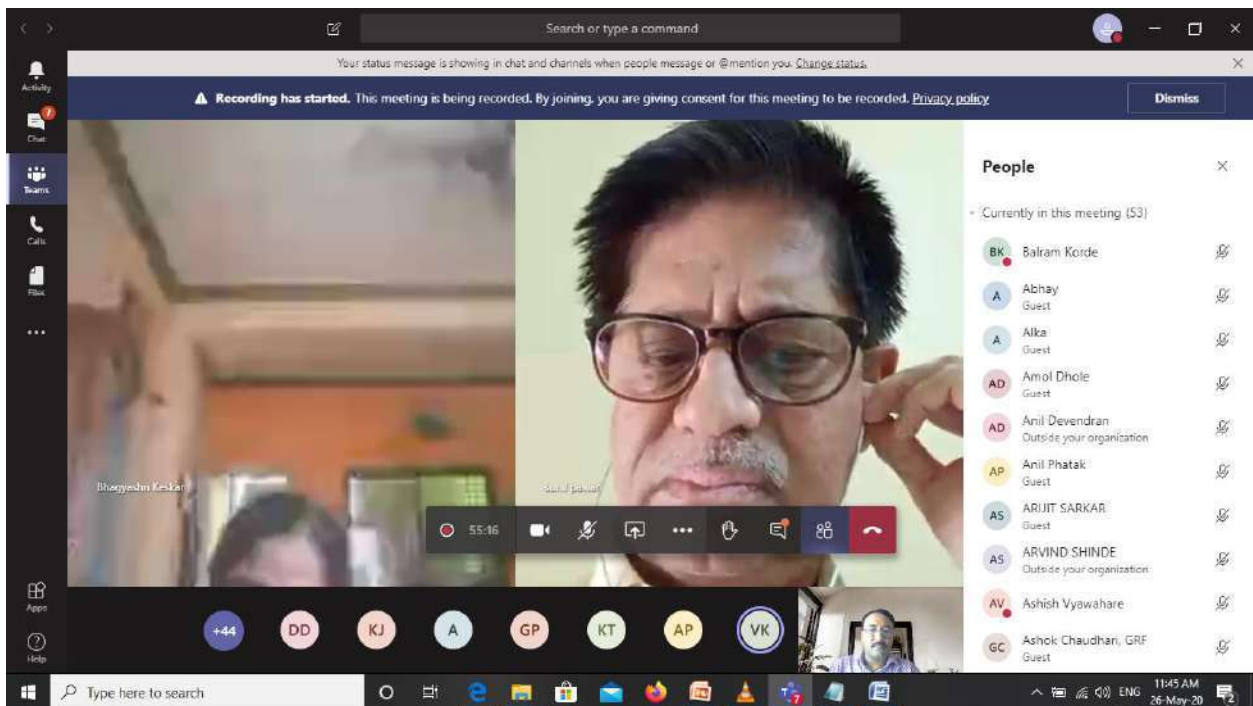 Search or type a command
Your status message is showing in chat and channels when people message or @mention you. Change status.
Recording has started. This meeting is being recorded. By joining, you are giving consent for this meeting to be recorded. Privacy policy
Dismiss
Activity
7
Chat
Teams
Calls
Files
Apps
Help
Bhagyashri Keskar
55:16
+44
DD
KJ
A
GP
KT
AP
VK
People
Currently in this meeting (53)
BK Balram Korde
A Abhay
Guest
A Alka
Guest
AD Amol Dhole
Guest
AD Anil Devendran
Outside your organization
AP Anil Phatak
Guest
AS ARIJIT SARKAR
Guest
AS ARVIND SHINDE
Outside your organization
AV Ashish Vyawahare
GC Ashok Chaudhari, GRF
Guest
Type here to search
7
ENG
11:45 AM
26-May-20
2